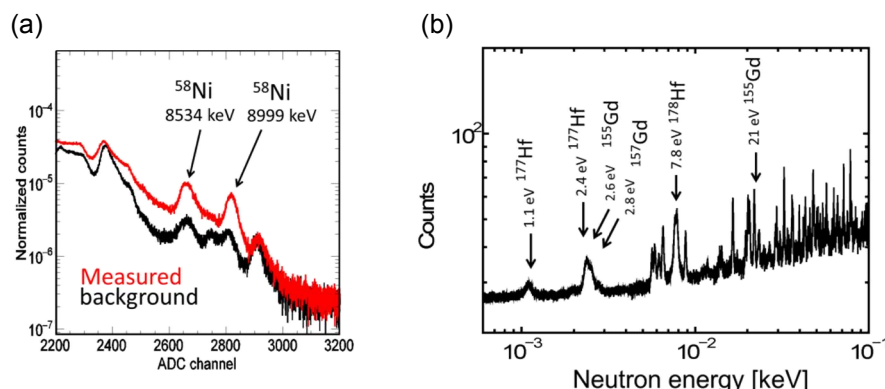 (a)
10⁻⁴
10⁻⁵
10⁻⁶
10⁻⁷
Normalized counts
⁵⁸Ni
8534 keV
⁵⁸Ni
8999 keV
Measured
background
2200 2400 2600 2800 3000 3200
ADC channel
(b)
10²
Counts
1.1 eV ¹⁷⁷Hf
2.4 eV ¹⁷⁷Hf
2.6 eV ¹⁵⁵Gd
2.8 eV ¹⁵⁷Gd
7.8 eV ¹⁷⁸Hf
21 eV ¹⁵⁵Gd
10⁻³ 10⁻² 10⁻¹
Neutron energy [keV]